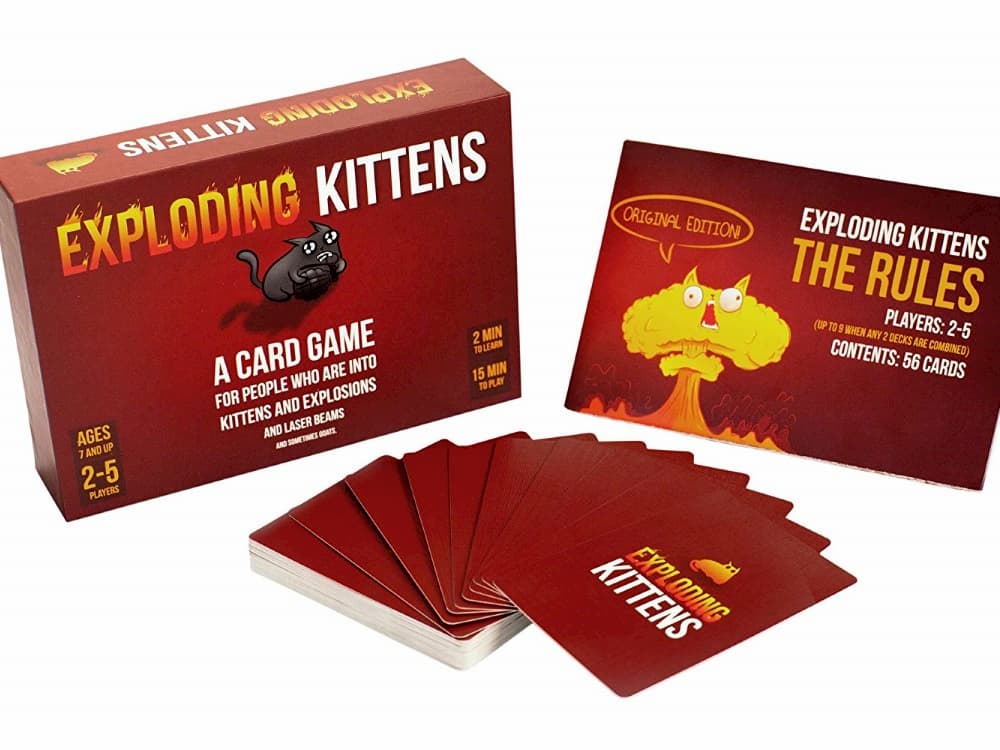 EXPLODING KITTENS
EXPLODING KITTENS
A CARD GAME
FOR PEOPLE WHO ARE INTO
KITTENS AND EXPLOSIONS
AND LASER BEAMS
AND SOMETIMES GOATS.
2 MIN
TO LEARN
15 MIN
TO PLAY
AGES
7 AND UP
2-5
PLAYERS
ORIGINAL EDITION!
EXPLODING KITTENS
THE RULES
PLAYERS: 2-5
(UP TO 9 WHEN ANY 2 DECKS ARE COMBINED)
CONTENTS: 56 CARDS
EXPLODING
KITTENS